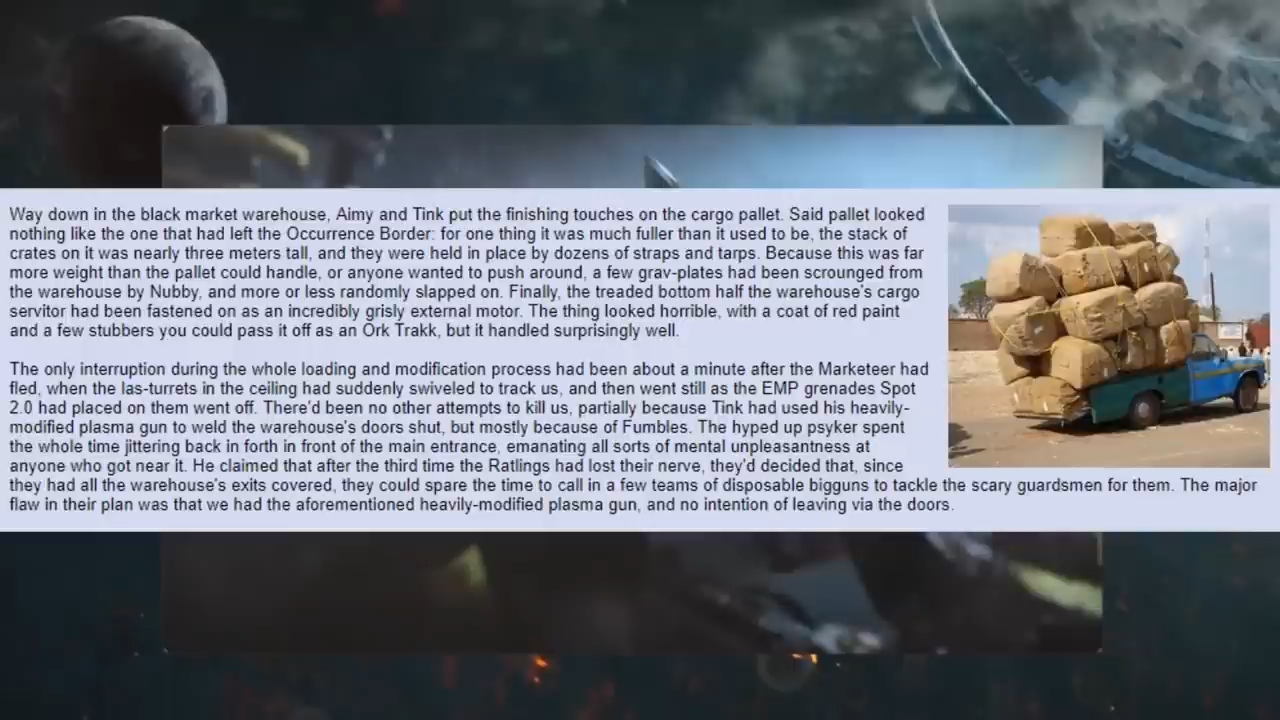 Way down in the black market warehouse, Aimy and Tink put the finishing touches on the cargo pallet. Said pallet looked
nothing like the one that had left the Occurrence Border: for one thing it was much fuller than it used to be, the stack of
crates on it was nearly three meters tall, and they were held in place by dozens of straps and tarps. Because this was far
more weight than the pallet could handle, or anyone wanted to push around, a few grav-plates had been scrounged from
the warehouse by Nubby, and more or less randomly slapped on. Finally, the treaded bottom half the warehouse's cargo
servitor had been fastened on as an incredibly grisly external motor. The thing looked horrible, with a coat of red paint
and a few stubbers you could pass it off as an Ork Trakk, but it handled surprisingly well.
The only interruption during the whole loading and modification process had been about a minute after the Marketeer had
fled, when the las-turrets in the ceiling had suddenly swiveled to track us, and then went still as the EMP grenades Spot
2.0 had placed on them went off. There'd been no other attempts to kill us, partially because Tink had used his heavily-
modified plasma gun to weld the warehouse's doors shut, but mostly because of Fumbles. The hyped up psyker spent
the whole time jittering back in forth in front of the main entrance, emanating all sorts of mental unpleasantness at
anyone who got near it. He claimed that after the third time the Ratlings had lost their nerve, they'd decided that, since
they had all the warehouse's exits covered, they could spare the time to call in a few teams of disposable bigguns to tackle the scary guardsmen for them. The major
flaw in their plan was that we had the aforementioned heavily-modified plasma gun, and no intention of leaving via the doors.